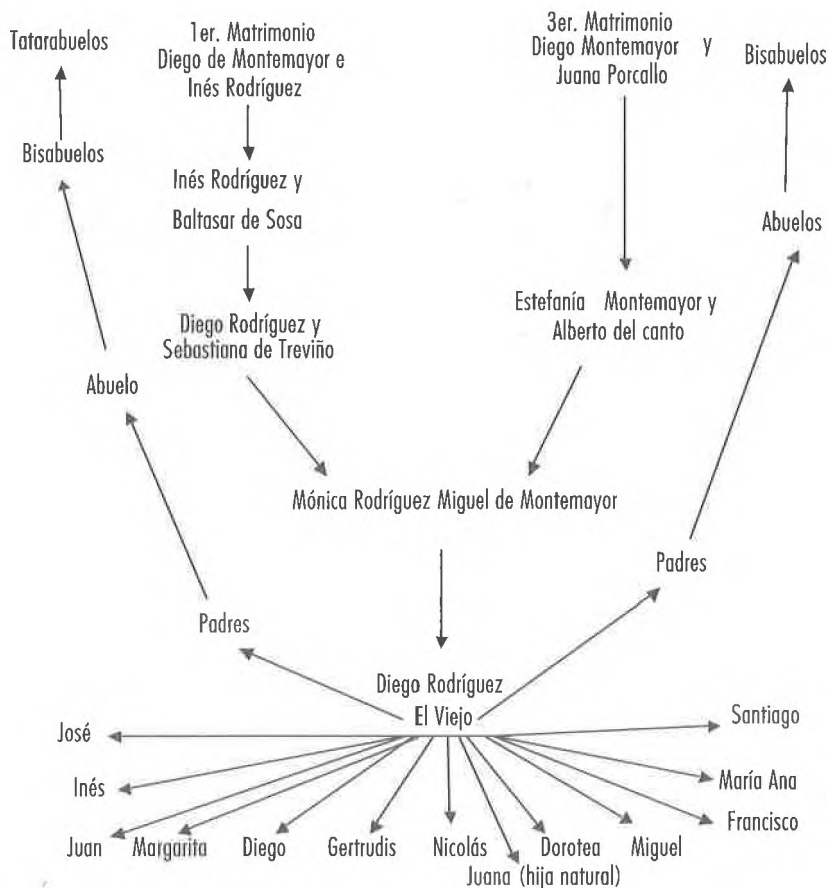 Tatarabuelos
1er. Matrimonio
Diego de Montemayor e
Inés Rodríguez
3er. Matrimonio
Diego Montemayor y
Juana Porcallo
Bisabuelos
Bisabuelos
Inés Rodríguez y
Baltasar de Sosa
Abuelos
Diego Rodríguez y
Sebastiana de Treviño
Estefanía Montemayor y
Alberto del canto
Abuelo
Mónica Rodríguez Miguel de Montemayor
Padres
Padres
Diego Rodríguez
El Viejo
José
Santiago
Inés
María Ana
Francisco
Juan Margarita Diego Gertrudis Nicolás Dorotea Miguel
Juana (hija natural)